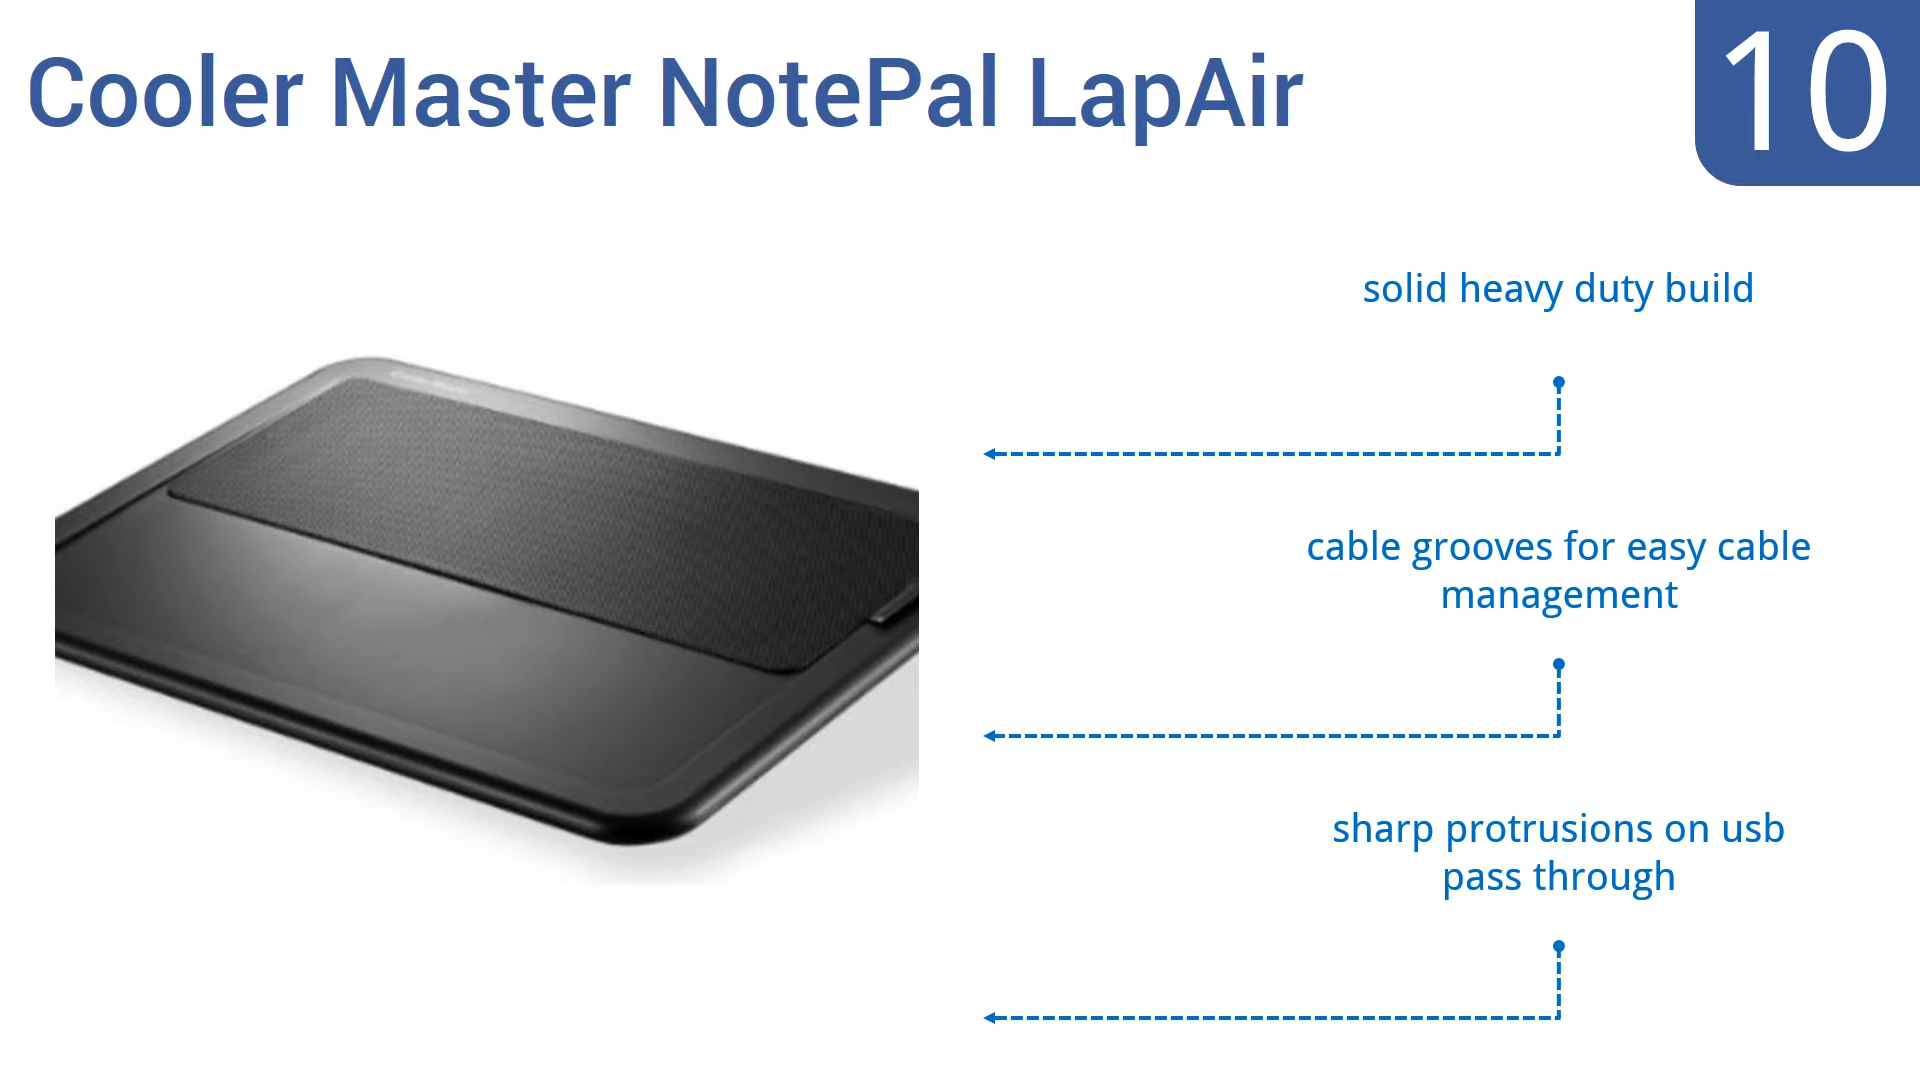 Cooler Master NotePal LapAir
10
solid heavy duty build
cable grooves for easy cable
management
sharp protrusions on usb
pass through